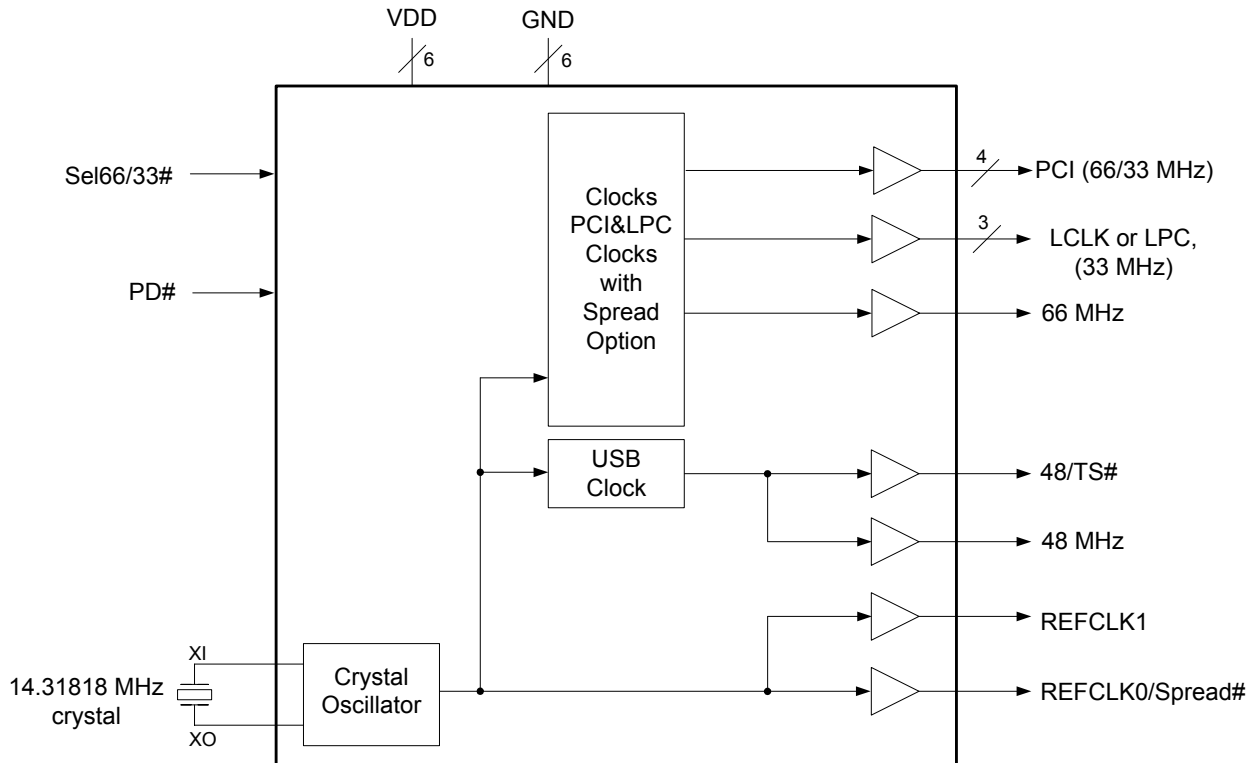 VDD
GND
6
6
Sel66/33#
PD#
Clocks
PCI&LPC
Clocks
with
Spread
Option
4
PCI (66/33 MHz)
3
LCLK or LPC,
(33 MHz)
66 MHz
USB
Clock
48/TS#
48 MHz
REFCLK1
REFCLK0/Spread#
XI
14.31818 MHz
crystal
XO
Crystal
Oscillator